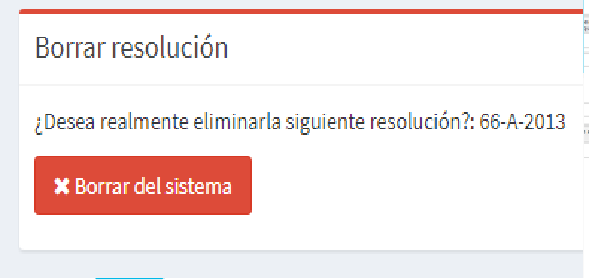 Borrar resolución
¿Desea realmente eliminarla siguiente resolución?: 66-A-2013
✖ Borrar del sistema